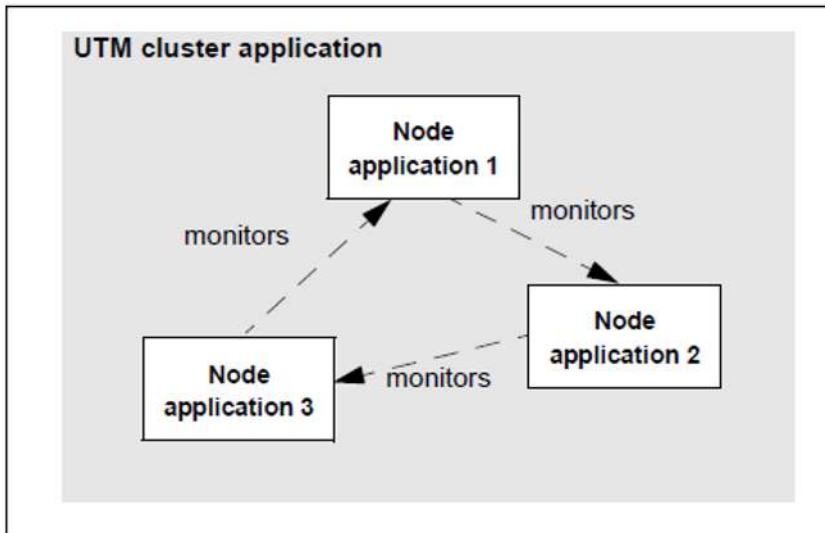 UTM cluster application
Node
application 1
monitors
monitors
Node
application 2
Node
application 3
monitors